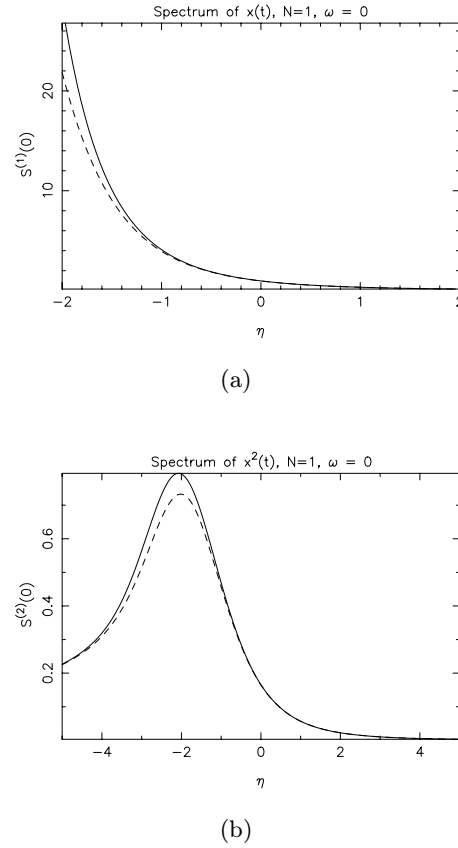 Spectrum of x(t), N=1, ω = 0
S⁽¹⁾(0)
20
10
−2
−1
0
1
2
η
(a)
Spectrum of x²(t), N=1, ω = 0
S⁽²⁾(0)
0.6
0.4
0.2
−4
−2
0
2
4
η
(b)